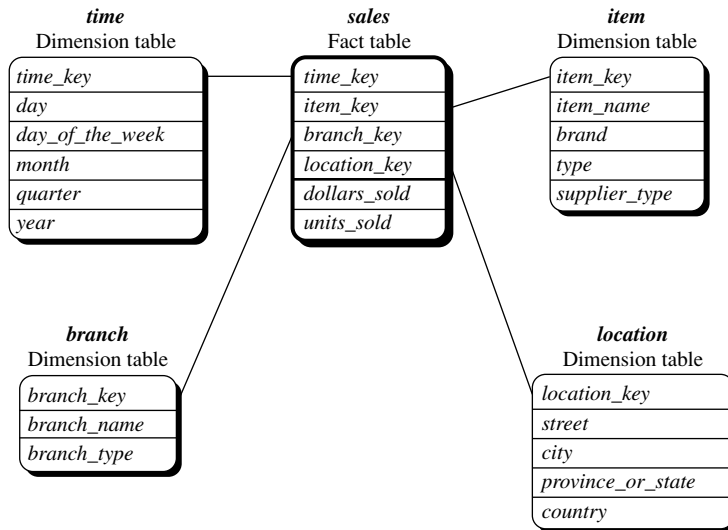 time
Dimension table
time_key
day
day_of_the_week
month
quarter
year
sales
Fact table
time_key
item_key
branch_key
location_key
dollars_sold
units_sold
item
Dimension table
item_key
item_name
brand
type
supplier_type
branch
Dimension table
branch_key
branch_name
branch_type
location
Dimension table
location_key
street
city
province_or_state
country